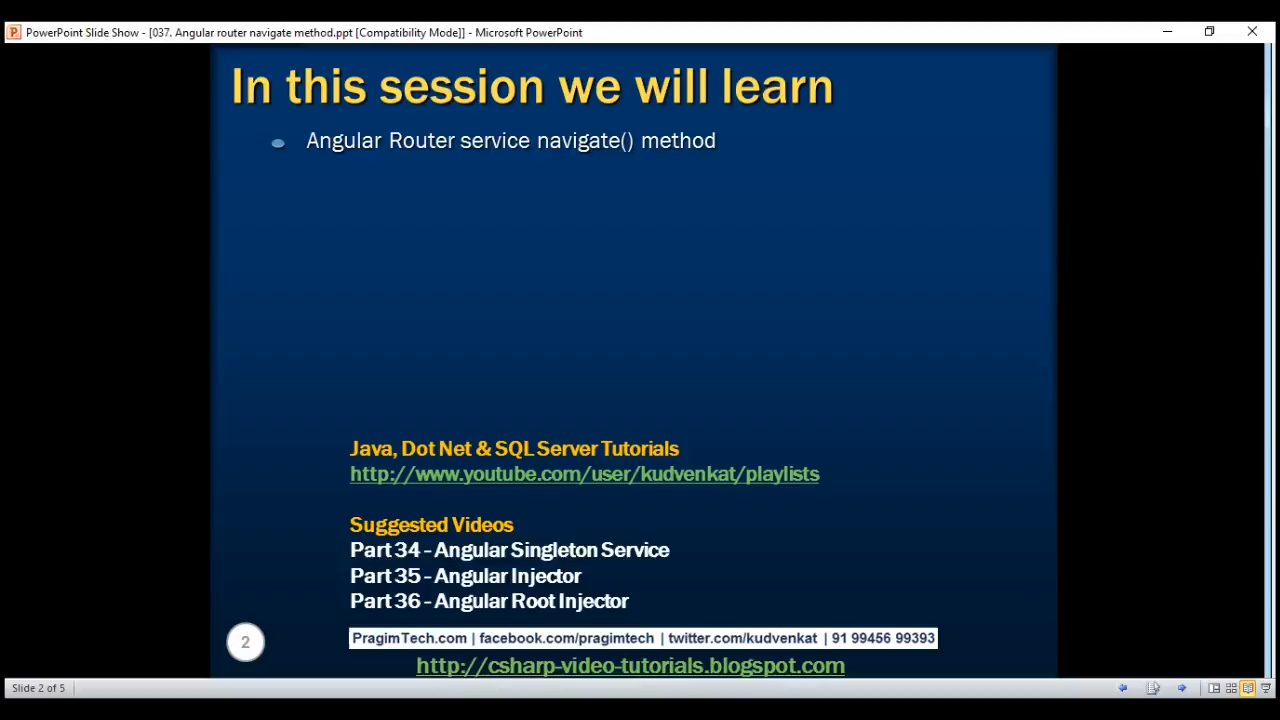 PowerPoint Slide Show - [037. Angular router navigate method.ppt [Compatibility Mode]] - Microsoft PowerPoint
In this session we will learn
Angular Router service navigate() method
Java, Dot Net & SQL Server Tutorials
http://www.youtube.com/user/kudvenkat/playlists
Suggested Videos
Part 34 - Angular Singleton Service
Part 35 - Angular Injector
Part 36 - Angular Root Injector
2
PragimTech.com | facebook.com/pragimtech | twitter.com/kudvenkat | 91 99456 99393
http://csharp-video-tutorials.blogspot.com
Slide 2 of 5